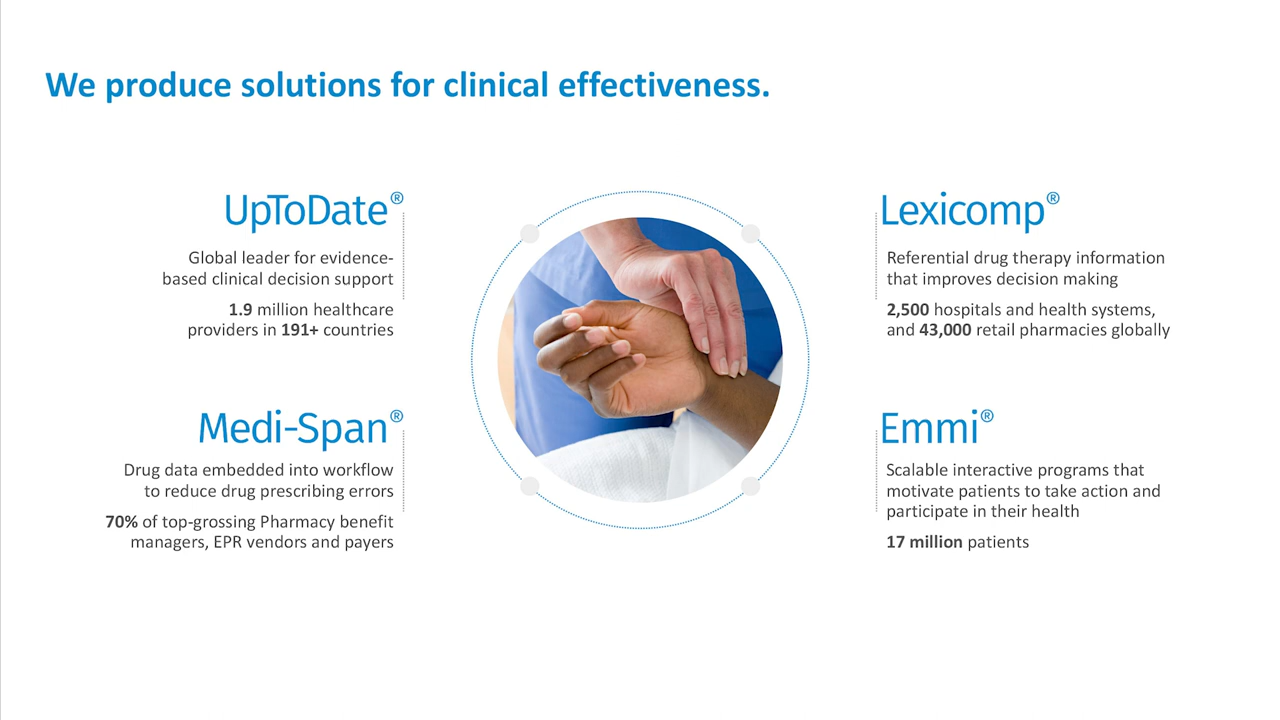 We produce solutions for clinical effectiveness.
UpToDate®
Global leader for evidence-
based clinical decision support
1.9 million healthcare
providers in 191+ countries
Lexicomp®
Referential drug therapy information
that improves decision making
2,500 hospitals and health systems,
and 43,000 retail pharmacies globally
Medi-Span®
Drug data embedded into workflow
to reduce drug prescribing errors
70% of top-grossing Pharmacy benefit
managers, EPR vendors and payers
Emmi®
Scalable interactive programs that
motivate patients to take action and
participate in their health
17 million patients